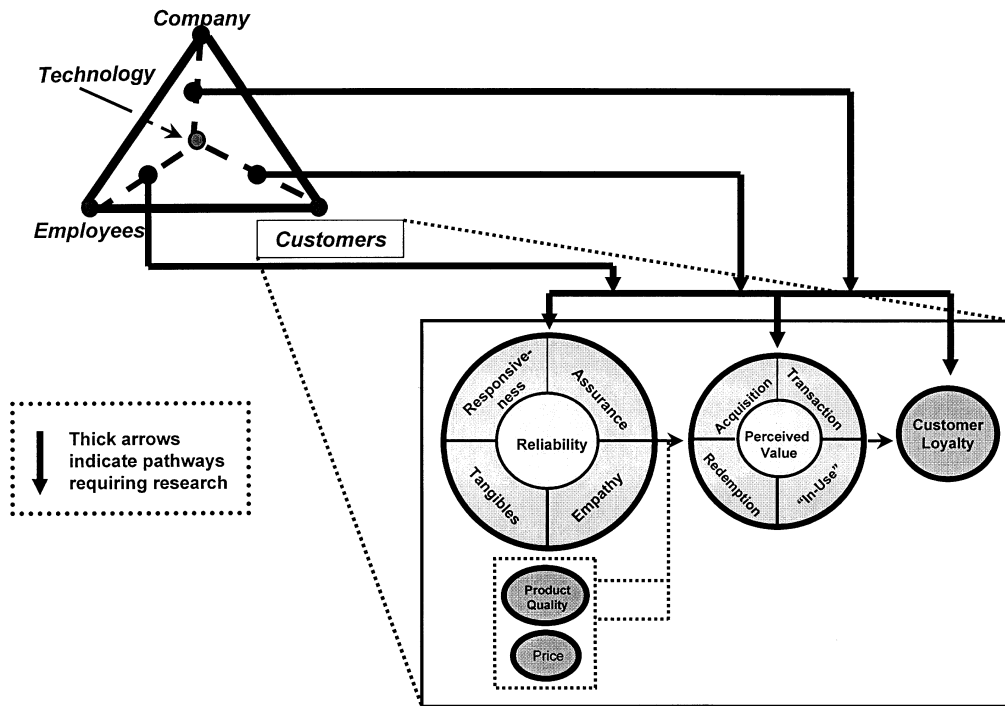 Company
Technology
Employees
Customers
Responsive-
ness
Assurance
Reliability
Tangibles
Empathy
Acquisition
Transaction
Perceived
Value
Redemption
"In-Use"
Customer
Loyalty
Thick arrows
indicate pathways
requiring research
Product
Quality
Price